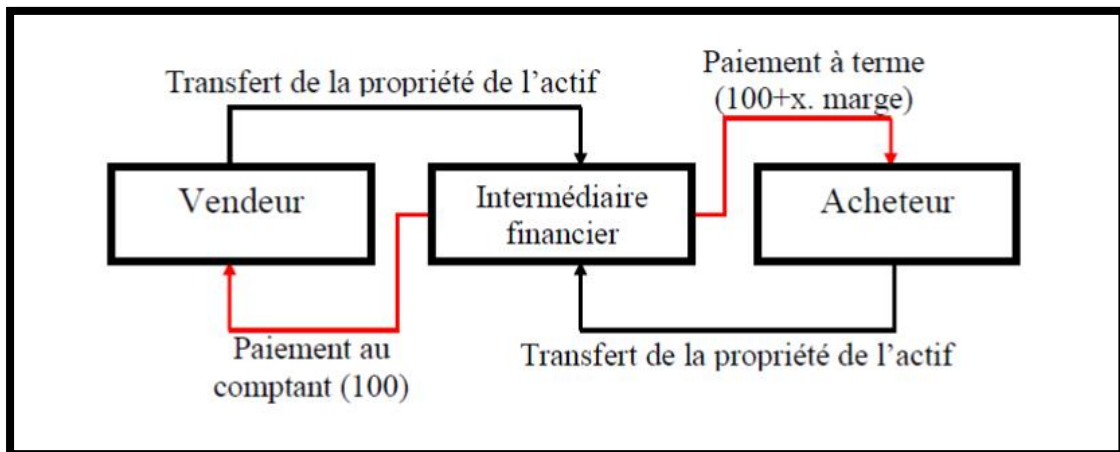 Transfert de la propriété de l’actif
Paiement à terme
(100+x. marge)
Vendeur
Intermédiaire
financier
Acheteur
Paiement au
comptant (100)
Transfert de la propriété de l’actif